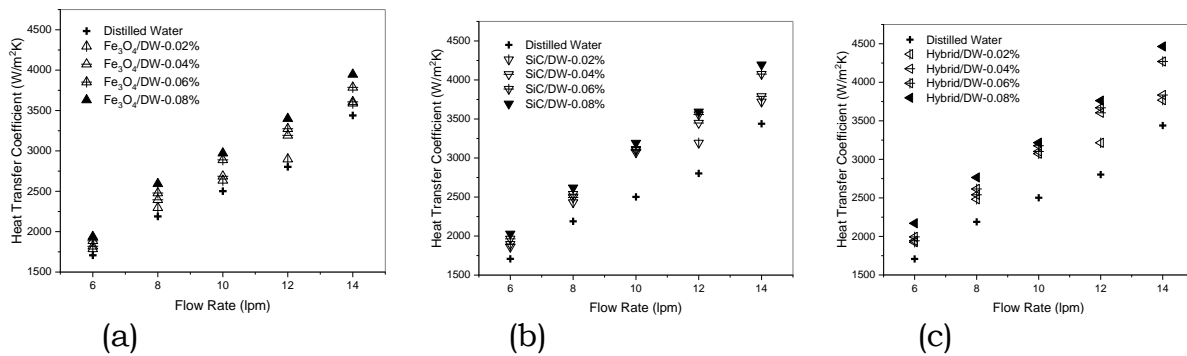 Heat Transfer Coefficient (W/m²K)
4500
4000
3500
3000
2500
2000
1500
Distilled Water
Fe₃O₄/DW-0.02%
Fe₃O₄/DW-0.04%
Fe₃O₄/DW-0.06%
Fe₃O₄/DW-0.08%
6 8 10 12 14
Flow Rate (lpm)
(a)
Heat Transfer Coefficient (W/m²K)
4500
4000
3500
3000
2500
2000
1500
Distilled Water
SiC/DW-0.02%
SiC/DW-0.04%
SiC/DW-0.06%
SiC/DW-0.08%
6 8 10 12 14
Flow Rate (lpm)
(b)
Heat Transfer Coefficient (W/m²K)
4500
4000
3500
3000
2500
2000
1500
Distilled Water
Hybrid/DW-0.02%
Hybrid/DW-0.04%
Hybrid/DW-0.06%
Hybrid/DW-0.08%
6 8 10 12 14
Flow Rate (lpm)
(c)